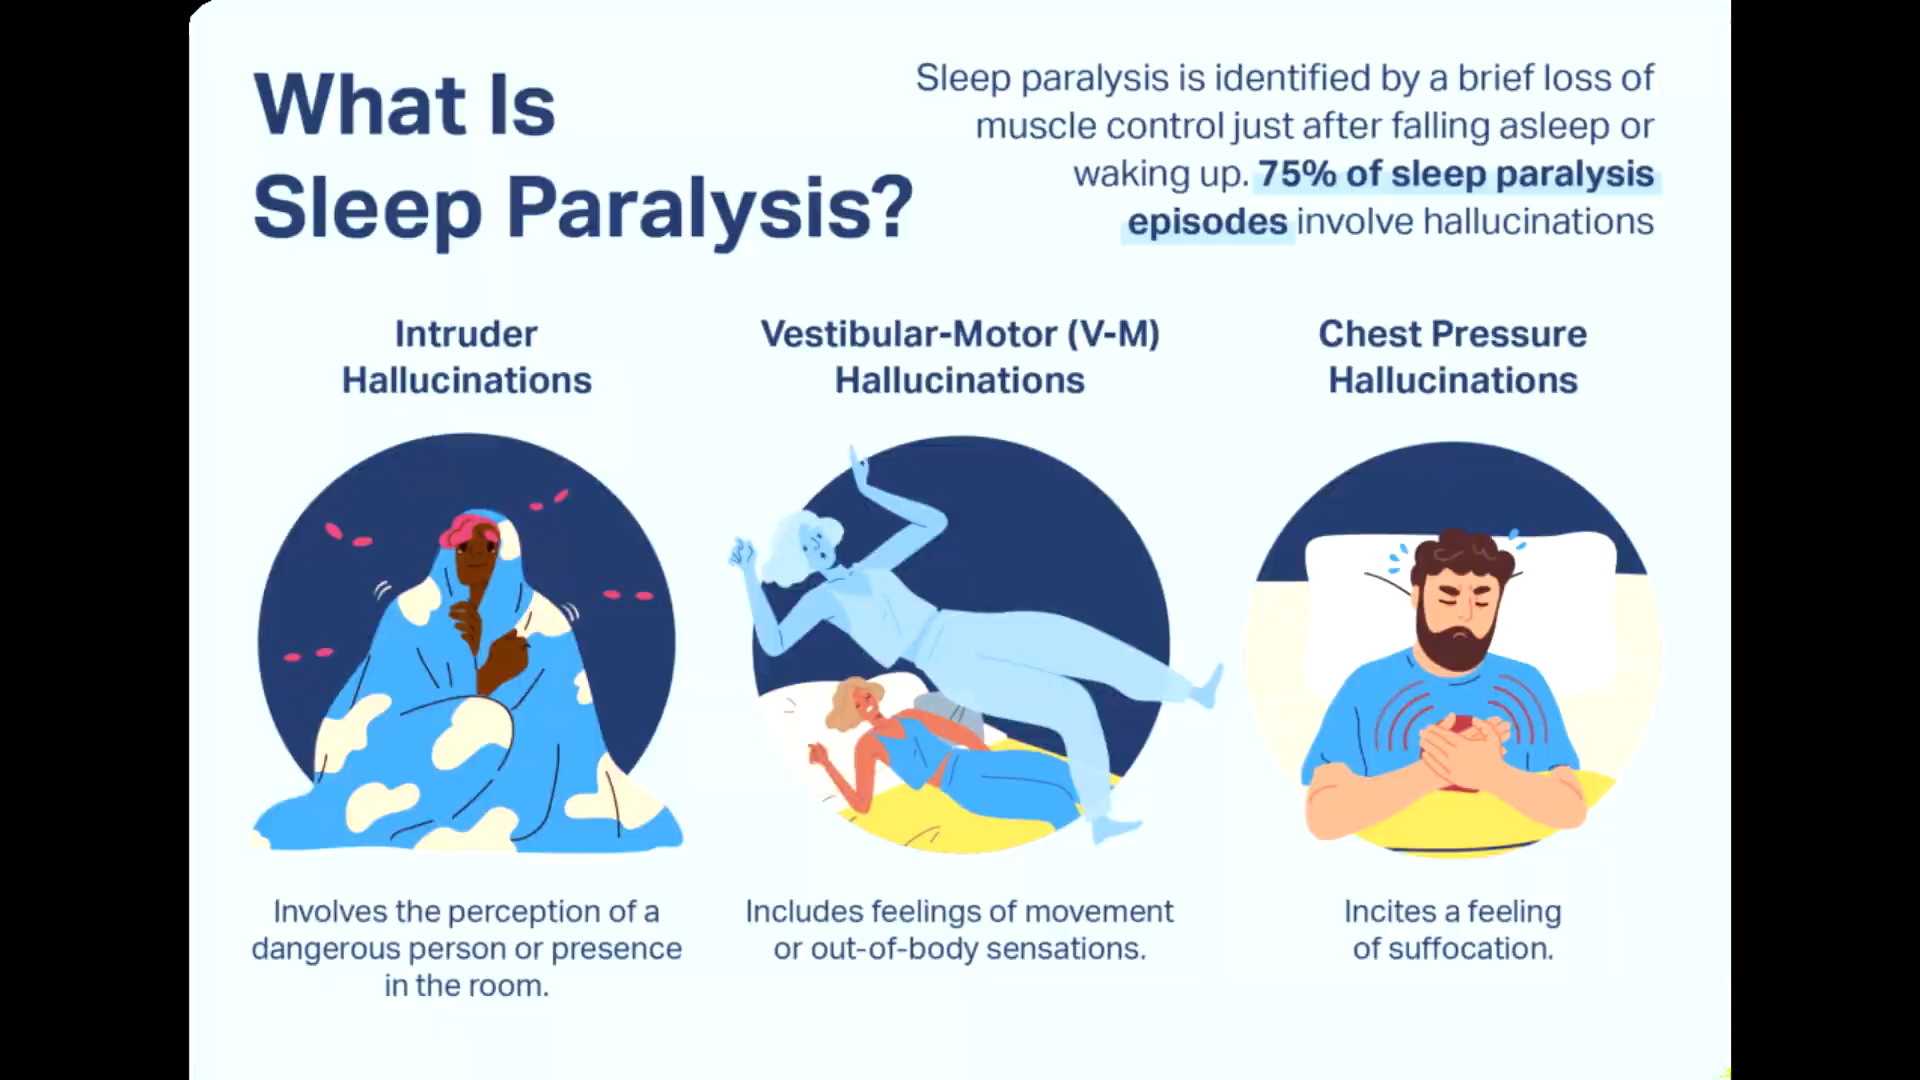 What Is
Sleep Paralysis?
Sleep paralysis is identified by a brief loss of
muscle control just after falling asleep or
waking up. 75% of sleep paralysis
episodes involve hallucinations
Intruder
Hallucinations
Involves the perception of a
dangerous person or presence
in the room.
Vestibular-Motor (V-M)
Hallucinations
Includes feelings of movement
or out-of-body sensations.
Chest Pressure
Hallucinations
Incites a feeling
of suffocation.